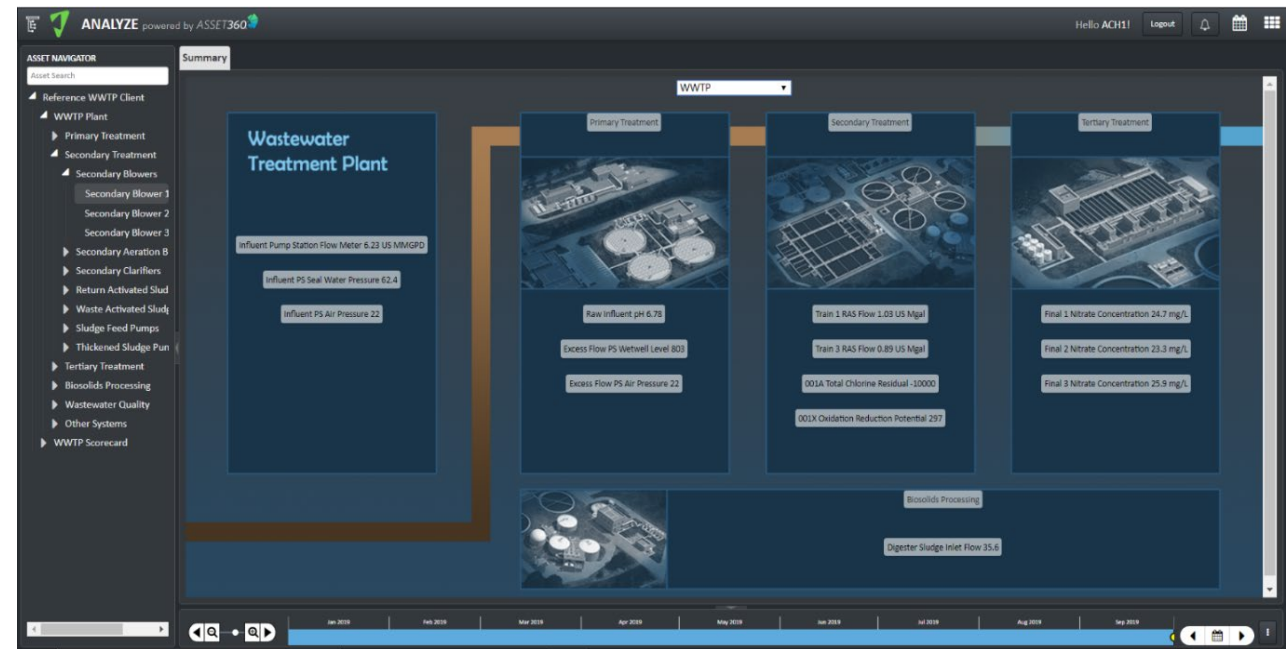 ANALYZE powered by ASSET360
Hello ACH1!
Logout
ASSET NAVIGATOR
Asset Search
Reference WWTP Client
WWTP Plant
Primary Treatment
Secondary Treatment
Secondary Blowers
Secondary Blower 1
Secondary Blower 2
Secondary Blower 3
Secondary Aeration B
Secondary Clarifiers
Return Activated Slud
Waste Activated Sludg
Sludge Feed Pumps
Thickened Sludge Pun
Tertiary Treatment
Biosolids Processing
Wastewater Quality
Other Systems
WWTP Scorecard
Summary
WWTP
Wastewater
Treatment Plant
Influent Pump Station Flow Meter 6.23 US MMGPD
Influent PS Seal Water Pressure 62.4
Influent PS Air Pressure 22
Primary Treatment
Raw Influent pH 6.78
Excess Flow PS Wetwell Level 803
Excess Flow PS Air Pressure 22
Secondary Treatment
Train 1 RAS Flow 1.03 US Mgal
Train 3 RAS Flow 0.89 US Mgal
001A Total Chlorine Residual -10000
001X Oxidation Reduction Potential 297
Tertiary Treatment
Final 1 Nitrate Concentration 24.7 mg/L
Final 2 Nitrate Concentration 23.3 mg/L
Final 3 Nitrate Concentration 25.9 mg/L
Biosolids Processing
Digester Sludge Inlet Flow 35.6
Jan 2019
Feb 2019
Mar 2019
Apr 2019
May 2019
Jun 2019
Jul 2019
Aug 2019
Sep 2019